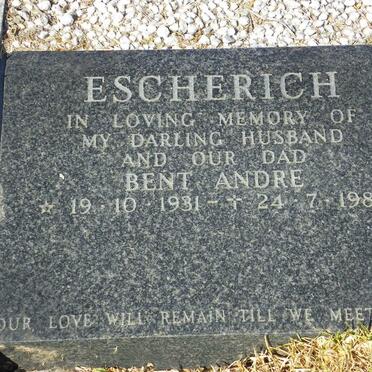 ESCHERICH
IN LOVING MEMORY OF
MY DARLING HUSBAND
AND OUR DAD
BENT ANDRE
☆ 19-10 1931-✝ 24-7-198
OUR LOVE WILL REMAIN TILL WE MEET